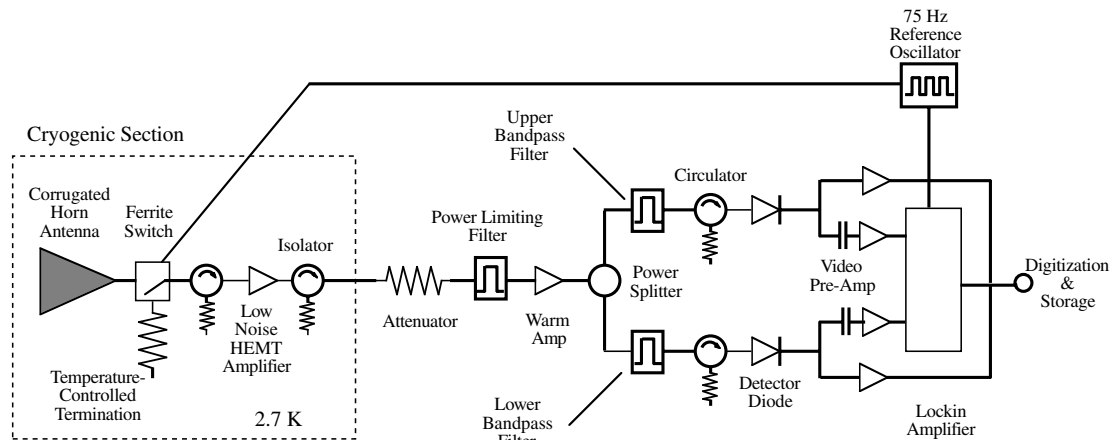 75 Hz
Reference
Oscillator
Cryogenic Section
Upper
Bandpass
Filter
Corrugated
Horn
Antenna
Ferrite
Switch
Isolator
Power Limiting
Filter
Circulator
Low
Noise
HEMT
Amplifier
Attenuator
Warm
Amp
Power
Splitter
Video
Pre-Amp
Digitization
&
Storage
Temperature-
Controlled
Termination
2.7 K
Lower
Bandpass
Filter
Detector
Diode
Lockin
Amplifier